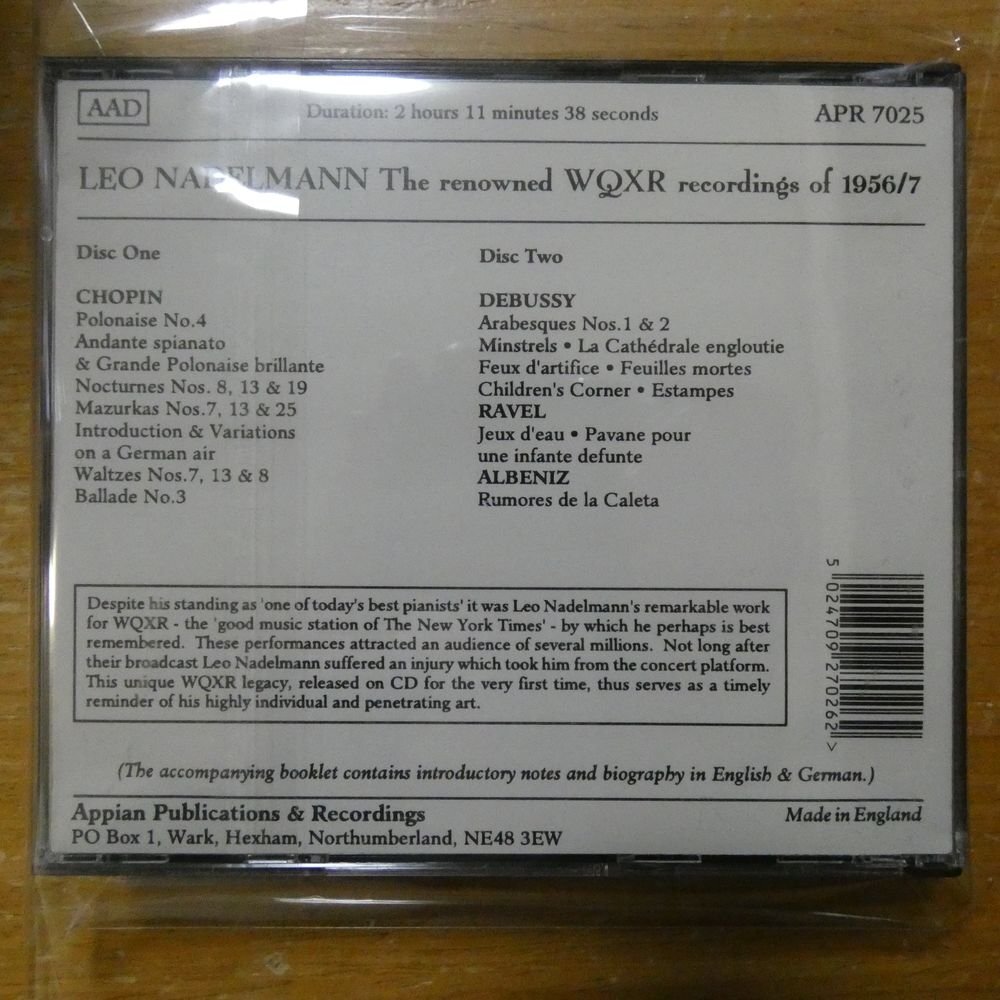 AAD
Duration: 2 hours 11 minutes 38 seconds
APR 7025
LEO NADELMANN The renowned WQXR recordings of 1956/7
Disc One
CHOPIN
Polonaise No.4
Andante spianato
& Grande Polonaise brillante
Nocturnes Nos. 8, 13 & 19
Mazurkas Nos.7, 13 & 25
Introduction & Variations
on a German air
Waltzes Nos.7, 13 & 8
Ballade No.3
Disc Two
DEBUSSY
Arabesques Nos.1 & 2
Minstrels • La Cathédrale engloutie
Feux d'artifice • Feuilles mortes
Children's Corner • Estampes
RAVEL
Jeux d'eau • Pavane pour
une infante defunte
ALBENIZ
Rumores de la Caleta
Despite his standing as 'one of today's best pianists' it was Leo Nadelmann's remarkable work
for WQXR - the 'good music station of The New York Times' - by which he perhaps is best
remembered. These performances attracted an audience of several millions. Not long after
their broadcast Leo Nadelmann suffered an injury which took him from the concert platform.
This unique WQXR legacy, released on CD for the very first time, thus serves as a timely
reminder of his highly individual and penetrating art.
5 024709 270262 >
(The accompanying booklet contains introductory notes and biography in English & German.)
Appian Publications & Recordings
PO Box 1, Wark, Hexham, Northumberland, NE48 3EW
Made in England